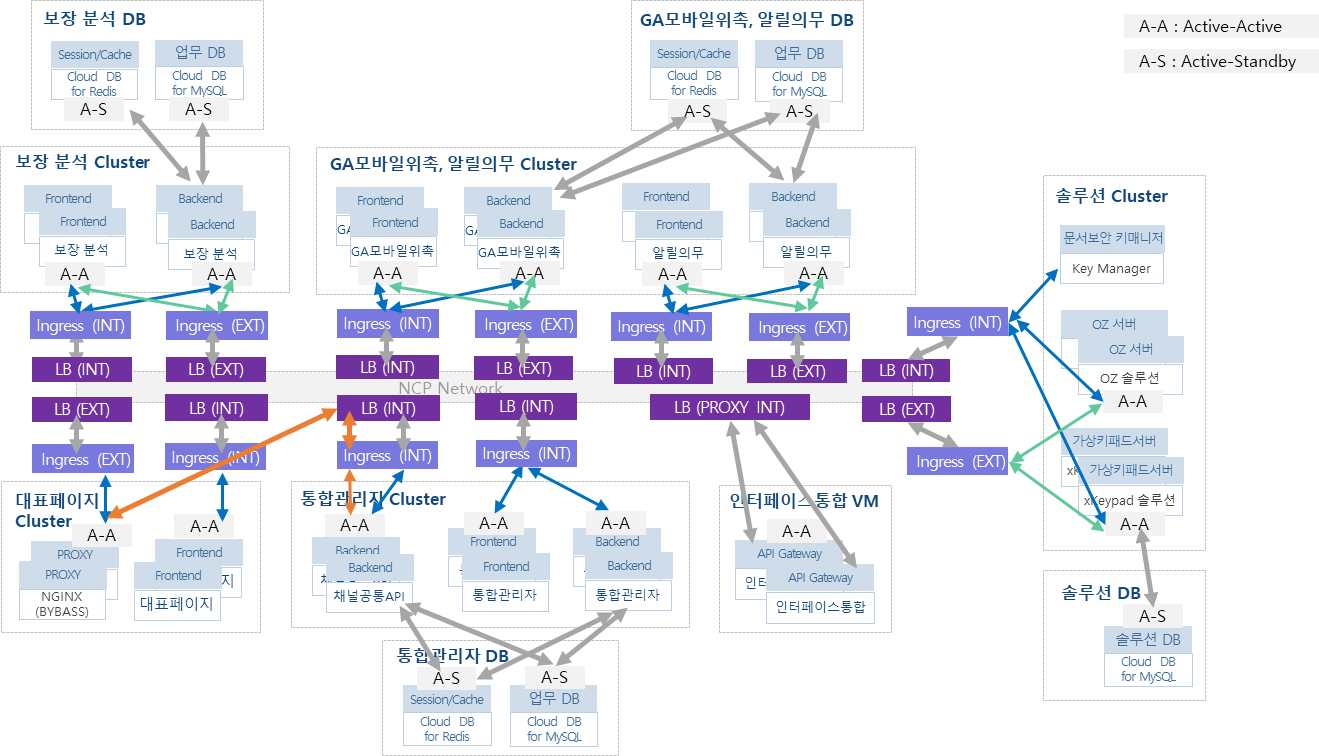 보장 분석 DB
Session/Cache
업무 DB
Cloud DB
for Redis
Cloud DB
for MySQL
A-S
A-S
GA모바일위촉, 알릴의무 DB
Session/Cache
업무 DB
Cloud DB
for Redis
Cloud DB
for MySQL
A-S
A-S
A-A : Active-Active
A-S : Active-Standby
보장 분석 Cluster
Frontend
Frontend
보장 분석
A-A
Backend
Backend
보장 분석
A-A
GA모바일위촉, 알릴의무 Cluster
Frontend
Frontend
GA
GA모바일위촉
A-A
Backend
Backend
GA
GA모바일위촉
A-A
Frontend
Frontend
알릴의무
A-A
Backend
Backend
알릴의무
A-A
솔루션 Cluster
문서보안 키매니저
Key Manager
OZ 서버
OZ 서버
OZ 솔루션
A-A
가상키패드서버
가상키패드서버
xKeypad 솔루션
A-A
Ingress (INT)
Ingress (EXT)
Ingress (INT)
Ingress (EXT)
Ingress (INT)
Ingress (EXT)
Ingress (INT)
LB (INT)
LB (EXT)
LB (INT)
LB (EXT)
LB (INT)
LB (EXT)
LB (INT)
NCP Network
LB (EXT)
LB (INT)
LB (INT)
LB (INT)
LB (PROXY INT)
LB (EXT)
Ingress (EXT)
Ingress (INT)
Ingress (INT)
Ingress (INT)
Ingress (EXT)
대표페이지
Cluster
A-A
PROXY
PROXY
NGINX
(BYBASS)
A-A
Frontend
Frontend
지
대표페이지
통합관리자 Cluster
A-A
Backend
Backend
채널공통API
A-A
Frontend
Frontend
통합관리자
A-A
Backend
Backend
통합관리자
인터페이스통합 VM
A-A
API Gateway
API Gateway
인터
인터페이스통합
솔루션 DB
A-S
솔루션 DB
Cloud DB
for MySQL
통합관리자 DB
A-S
A-S
Session/Cache
업무 DB
Cloud DB
for Redis
Cloud DB
for MySQL